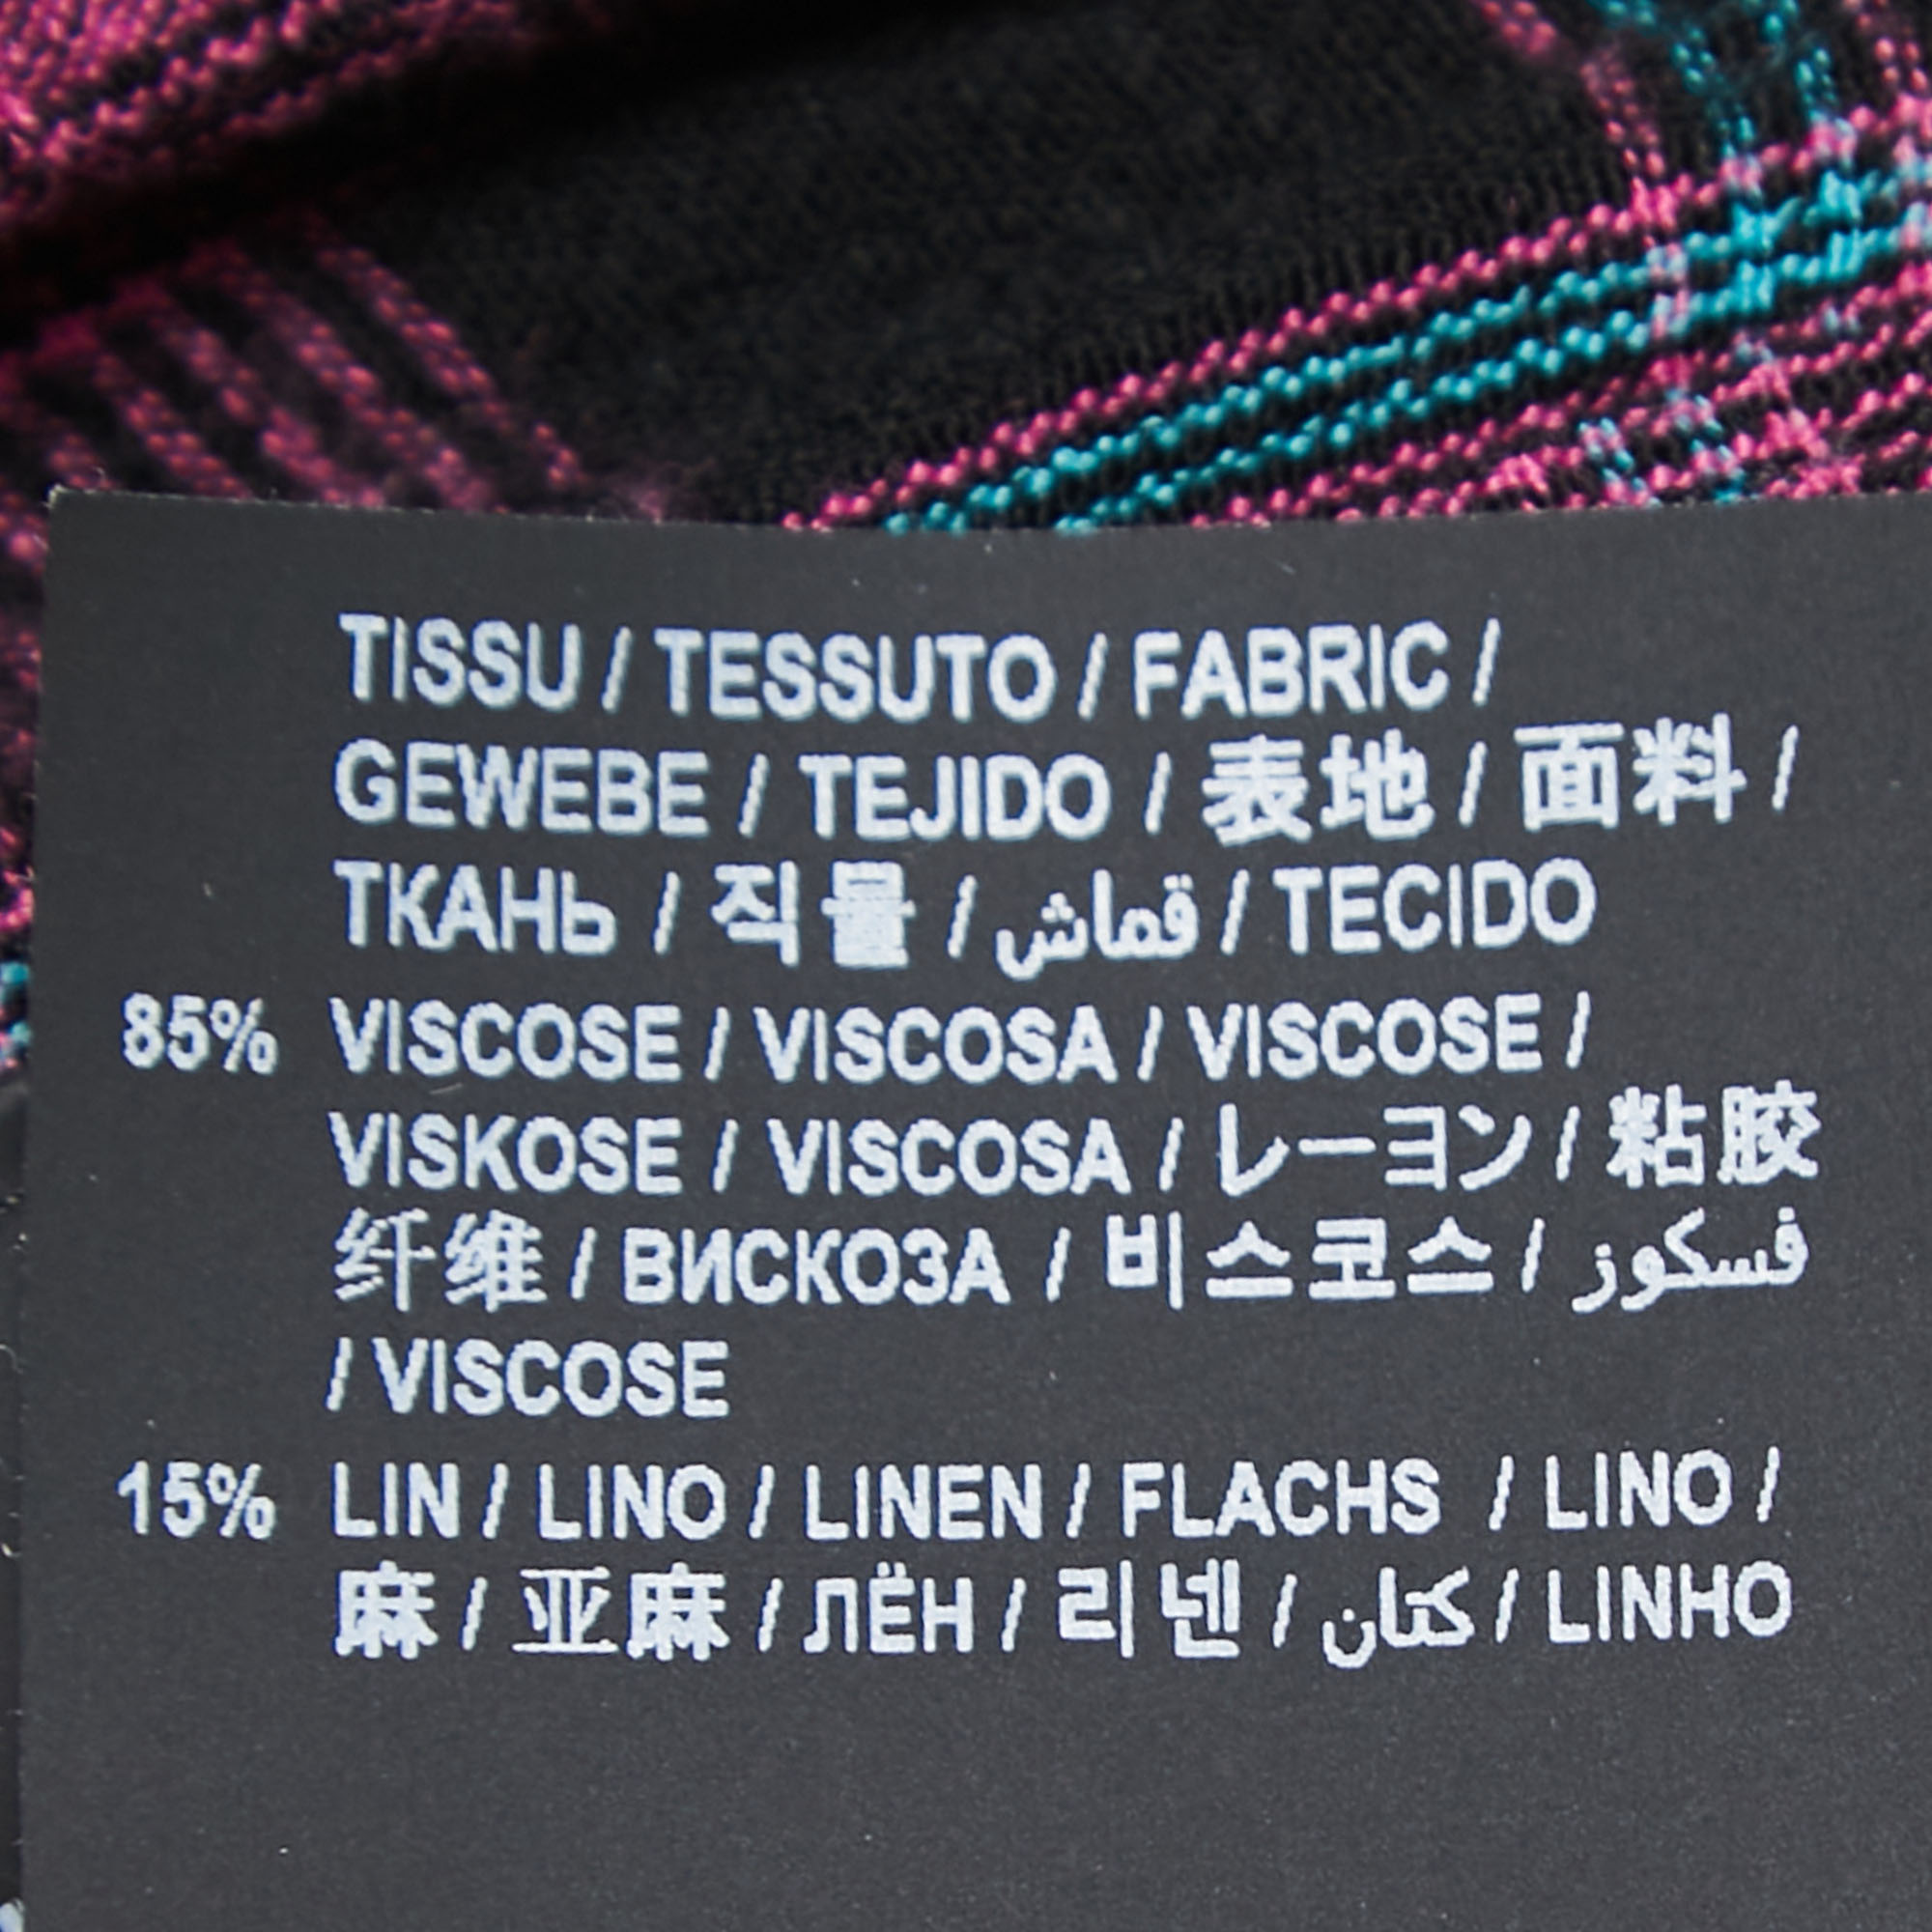 TISSU / TESSUTO / FABRIC /
GEWEBE / TEJIDO / 表地 / 面料 /
ТКАНЬ / 직물 / قماش / TECIDO
85% VISCOSE / VISCOSA / VISCOSE /
VISKOSE / VISCOSA / レーヨン / 粘胶
纤维 / ВИСКОЗА / 비스코스 / فسكوز
/ VISCOSE
15% LIN / LINO / LINEN / FLACHS / LINO /
麻 / 亚麻 / ЛЁН / 리넨 / كتان / LINHO